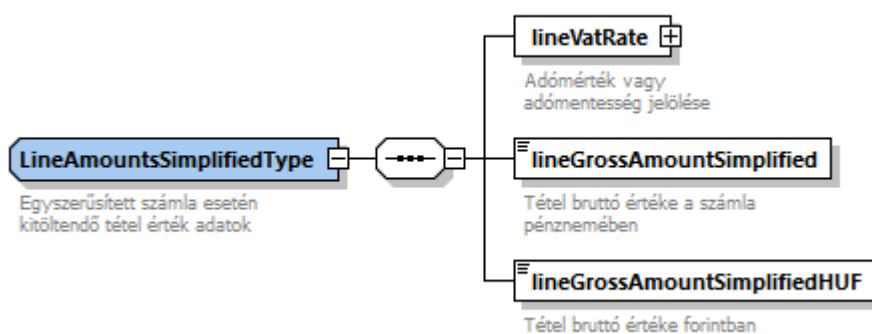 lineVatRate
Adómérték vagy
adómentesség jelölése
LineAmountsSimplifiedType
Egyszerűsített számla esetén
kitöltendő tétel érték adatok
lineGrossAmountSimplified
Tétel bruttó értéke a számla
pénznemében
lineGrossAmountSimplifiedHUF
Tétel bruttó értéke forintban